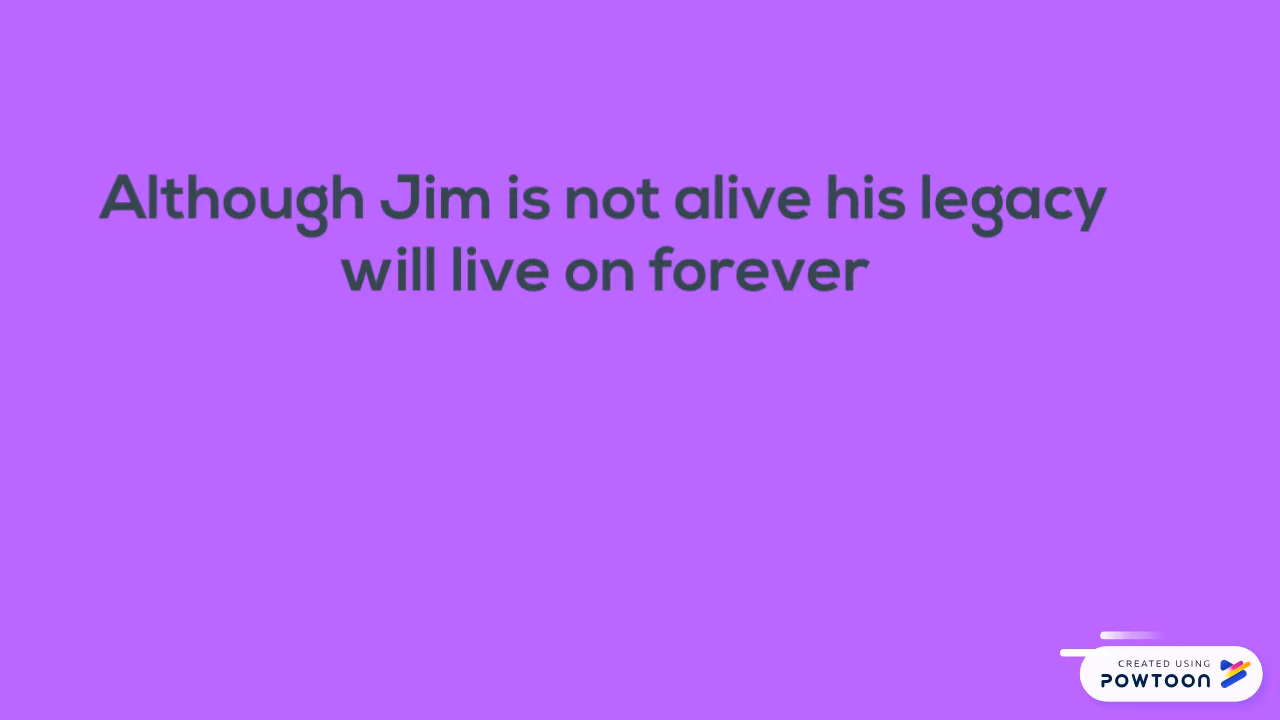 Although Jim is not alive his legacy
will live on forever
CREATED USING
POWTOON